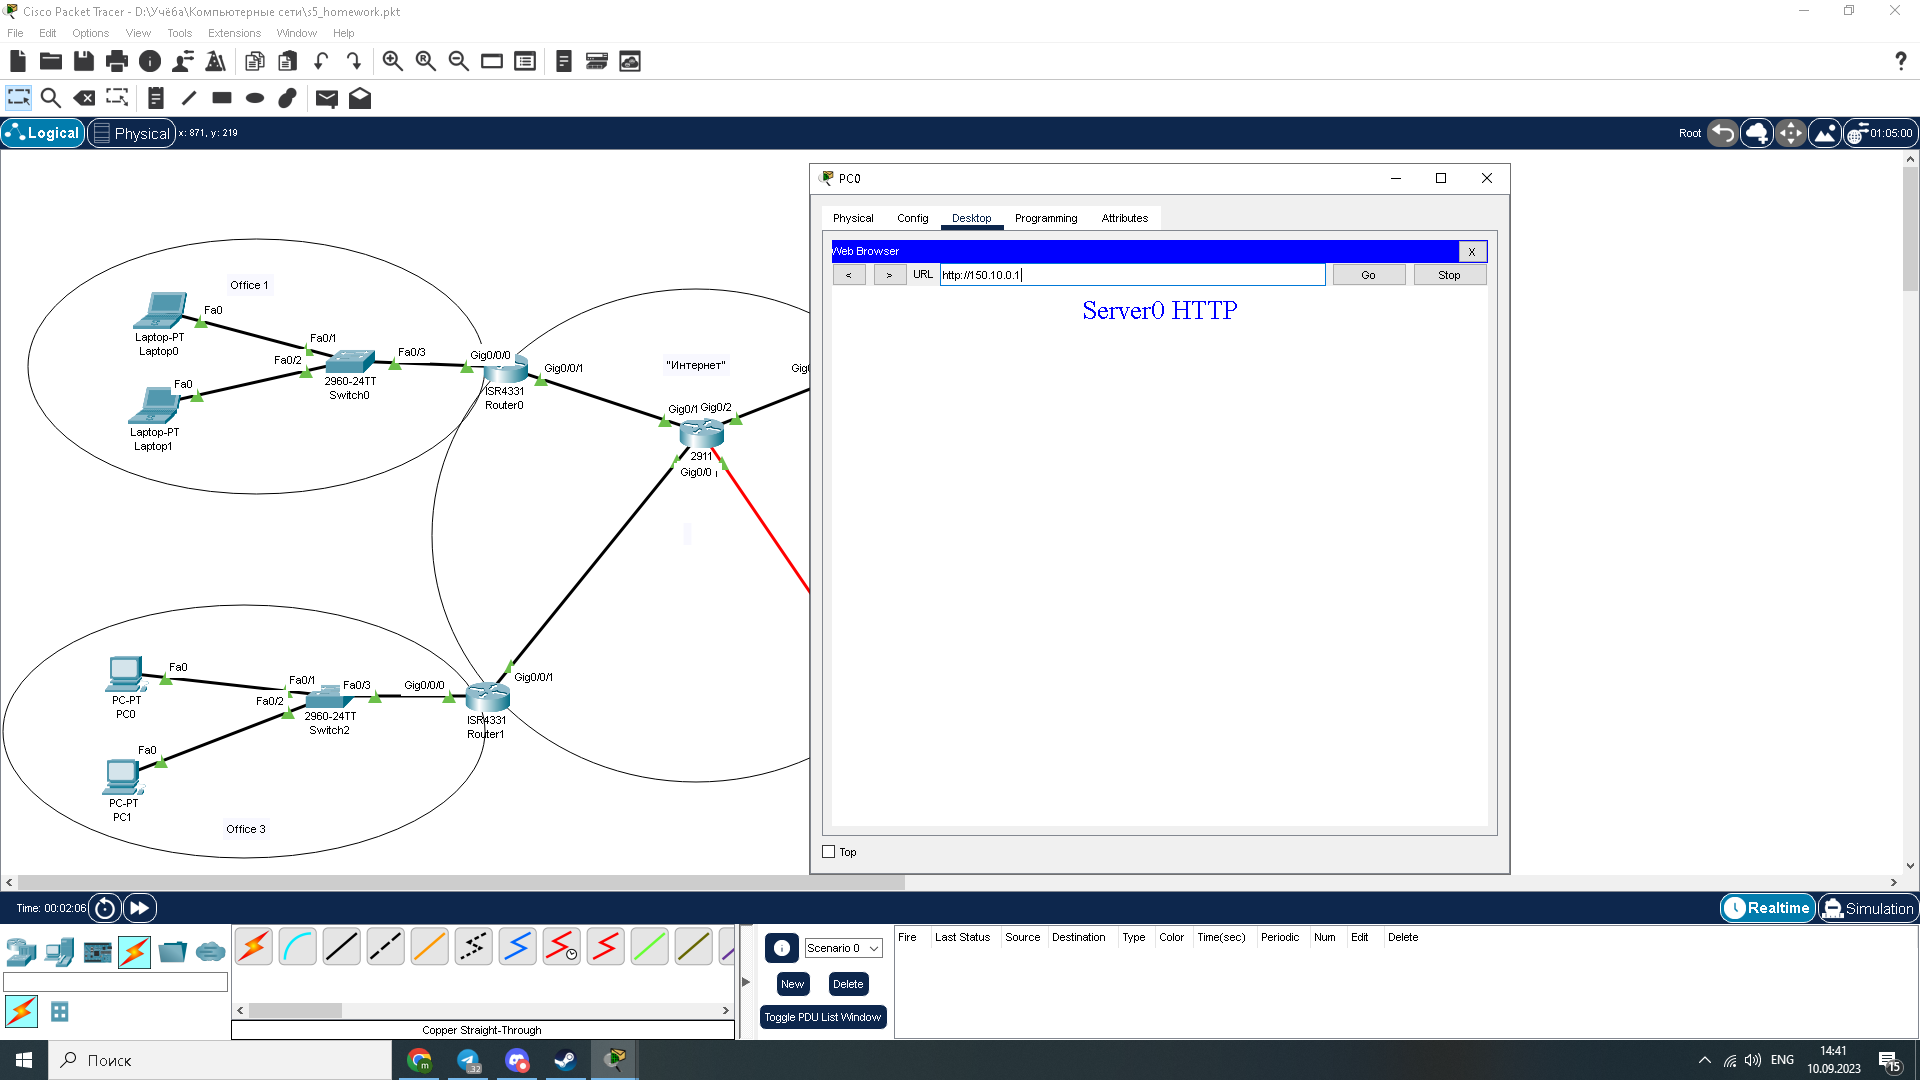 Cisco Packet Tracer - D:\Учёба\Компьютерные сети\s5_homework.pkt
File Edit Options View Tools Extensions Window Help
?
Logical Physical x: 871, y: 219 Root 01:05:00
PC0
Physical Config Desktop Programming Attributes
Web Browser X
< > URL http://150.10.0.1 Go Stop
Server0 HTTP
Top
Office 1
Fa0
Laptop-PT
Laptop0
Fa0/1
Fa0/2
Fa0/3
Gig0/0/0
Gig0/0/1
2960-24TT
Switch0
ISR4331
Router0
Fa0
Laptop-PT
Laptop1
"Интернет"
Gig0/1 Gig0/2
2911
Gig0/0
Fa0
PC-PT
PC0
Fa0/1
Fa0/2
Fa0/3
Gig0/0/0
Gig0/0/1
2960-24TT
Switch2
ISR4331
Router1
Fa0
PC-PT
PC1
Office 3
Time: 00:02:06 Realtime Simulation
Scenario 0
New Delete
Toggle PDU List Window
Fire Last Status Source Destination Type Color Time(sec) Periodic Num Edit Delete
Copper Straight-Through
Поиск
32
ENG
14:41
10.09.2023
15